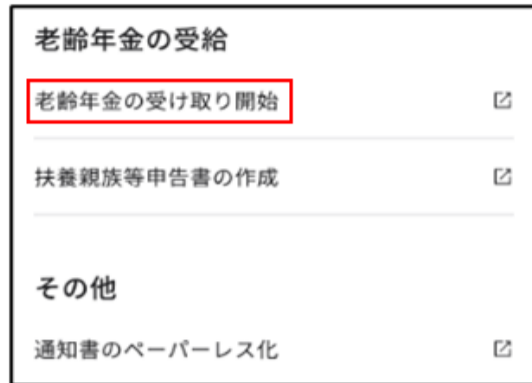 老齢年金の受給
老齢年金の受け取り開始
扶養親族等申告書の作成
その他
通知書のペーパーレス化